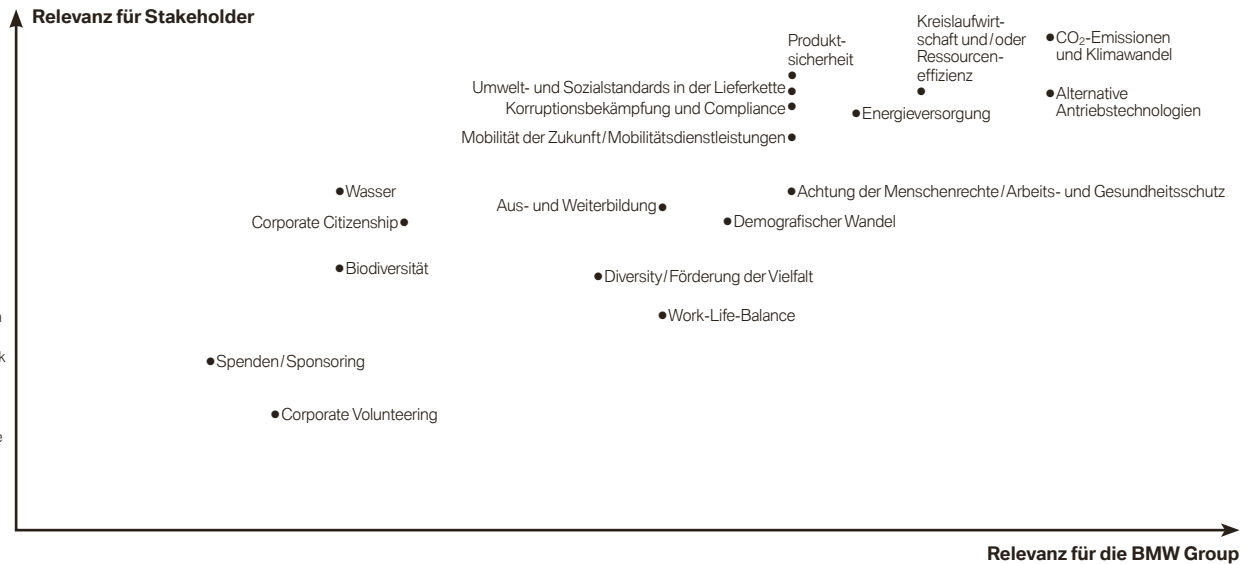 Relevanz für Stakeholder
Kreislaufwirt-
schaft und/oder
Ressourcen-
effizienz
CO₂-Emissionen
und Klimawandel
Produkt-
sicherheit
Umwelt- und Sozialstandards in der Lieferkette
Alternative
Antriebstechnologien
Korruptionsbekämpfung und Compliance
Energieversorgung
Mobilität der Zukunft/Mobilitätsdienstleistungen
Wasser
Achtung der Menschenrechte/Arbeits- und Gesundheitsschutz
Aus- und Weiterbildung
Corporate Citizenship
Demografischer Wandel
Biodiversität
Diversity/Förderung der Vielfalt
Work-Life-Balance
Spenden/Sponsoring
Corporate Volunteering
Relevanz für die BMW Group